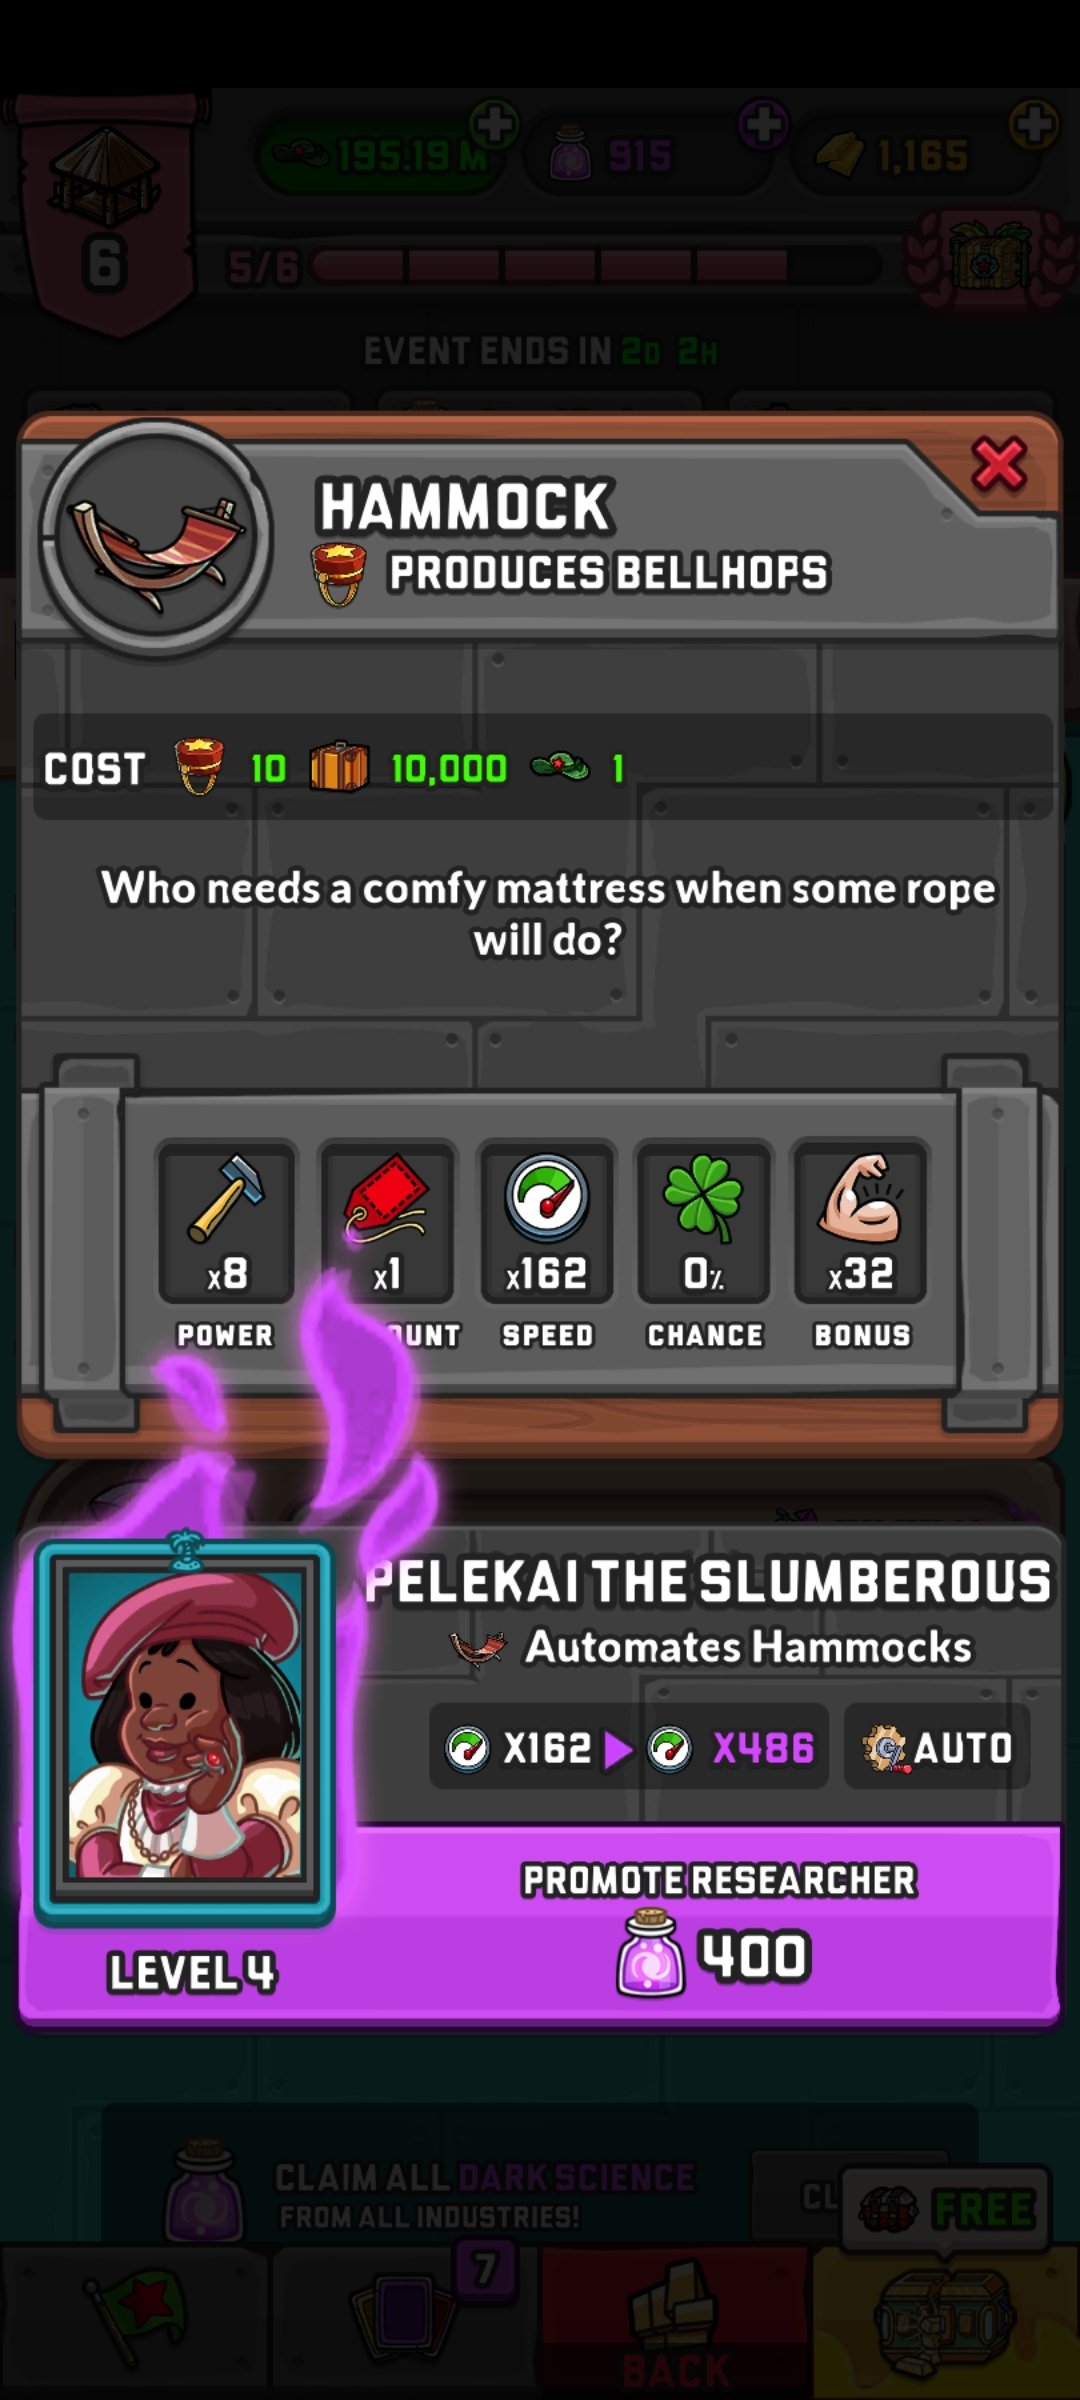 195.19 M
915
1,165
6
5/6
EVENT ENDS IN 2D 2H
HAMMOCK
PRODUCES BELLHOPS
COST 10 10,000 1
Who needs a comfy mattress when some rope
will do?
x8 x1 x162 0% x32
POWER OUNT SPEED CHANCE BONUS
PELEKAI THE SLUMBEROUS
Automates Hammocks
X162 X486 AUTO
PROMOTE RESEARCHER
400
LEVEL 4
CLAIM ALL DARK SCIENCE
FROM ALL INDUSTRIES!
CL
FREE
7
BACK